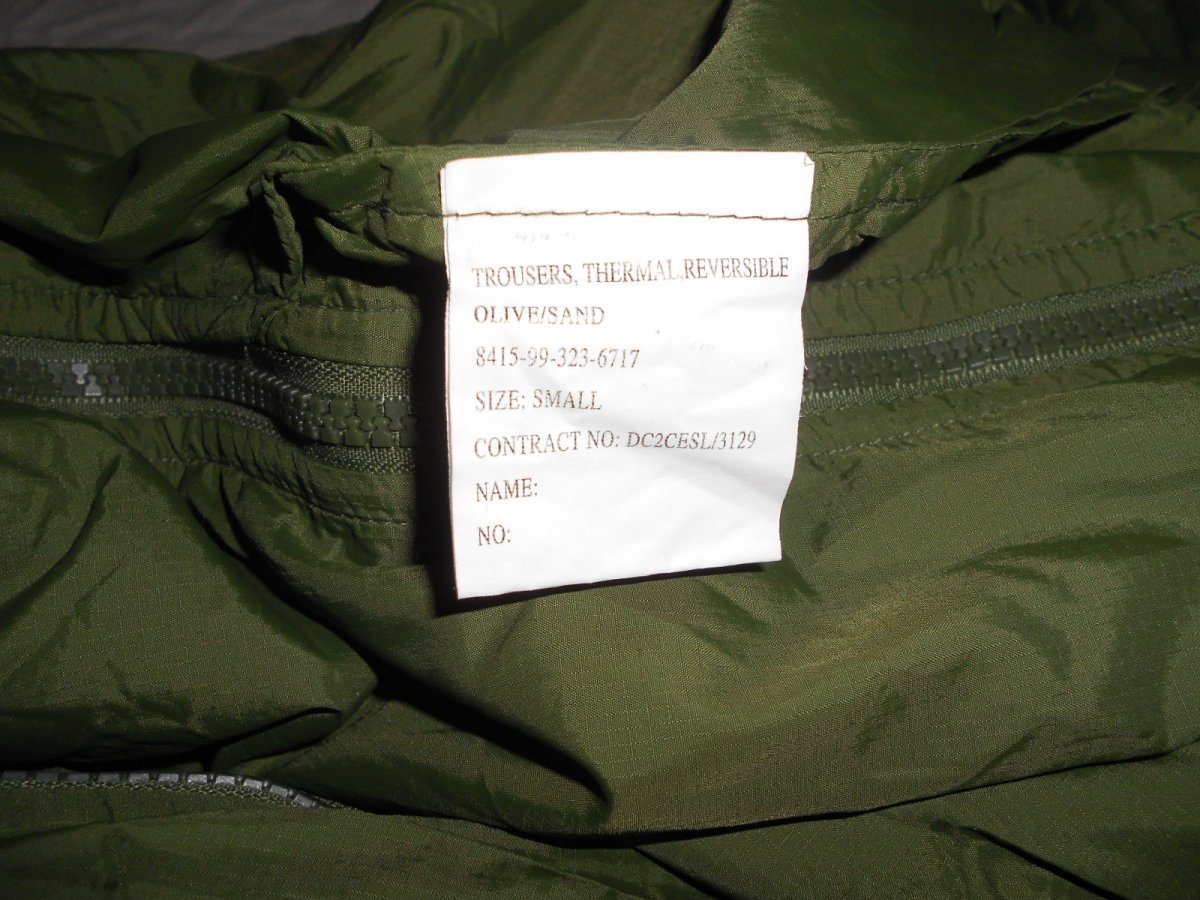 TROUSERS, THERMAL,REVERSIBLE
OLIVE/SAND
8415-99-323-6717
SIZE: SMALL
CONTRACT NO: DC2CESL/3129
NAME:
NO: